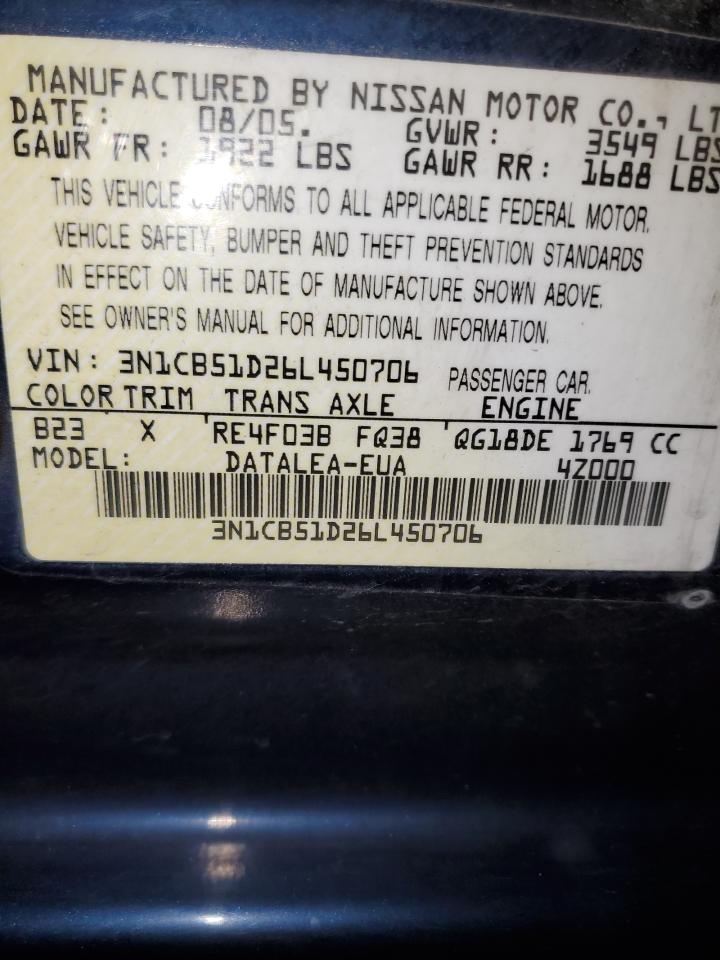 MANUFACTURED BY NISSAN MOTOR CO., LT
DATE: 08/05. GVWR: 3549 LBS
GAWR FR: 1922 LBS GAWR RR: 1688 LBS
THIS VEHICLE CONFORMS TO ALL APPLICABLE FEDERAL MOTOR.
VEHICLE SAFETY, BUMPER AND THEFT PREVENTION STANDARDS
IN EFFECT ON THE DATE OF MANUFACTURE SHOWN ABOVE.
SEE OWNER'S MANUAL FOR ADDITIONAL INFORMATION.
VIN: 3N1CB51D26L450706 PASSENGER CAR.
COLOR TRIM TRANS AXLE ENGINE
B23 X RE4F03B FQ38 QG18DE 1769 CC
MODEL: DATALEA-EUA 4Z000
3N1CB51D26L450706